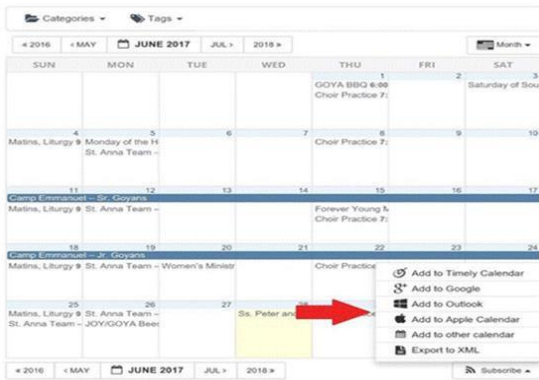 Categories Tags
« 2016 ‹ MAY JUNE 2017 JUL › 2018 » Month
SUN MON TUE WED THU FRI SAT
1 2 3
GOYA BBQ 6:00 Saturday of Sou
Choir Practice 7:
4 5 6 7 8 9 10
Matins, Liturgy 9 Monday of the H Choir Practice 7:
St. Anna Team –
11 12 13 14 15 16 17
Camp Emmanuel – Sr. Goyans
Matins, Liturgy 9 St. Anna Team – Forever Young M
Choir Practice 7:
18 19 20 21 22 23 24
Camp Emmanuel – Jr. Goyans
Matins, Liturgy 9 St. Anna Team – Women's Ministr Choir Practice
Add to Timely Calendar
Add to Google
Add to Outlook
Add to Apple Calendar
Add to other calendar
Export to XML
25 26 27 28
Matins, Liturgy 9 St. Anna Team – Ss. Peter and
St. Anna Team – JOY/GOYA Bees
« 2016 ‹ MAY JUNE 2017 JUL › 2018 » Subscribe